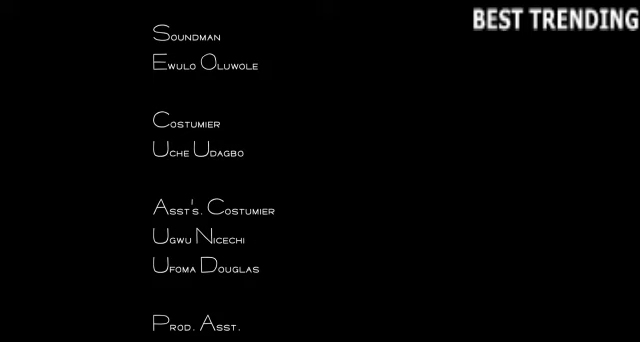 BEST TRENDING
Soundman
Ewulo Oluwole
Costumier
Uche Udagbo
Asst's. Costumier
Ugwu Nicechi
Ufoma Douglas
Prod. Asst.